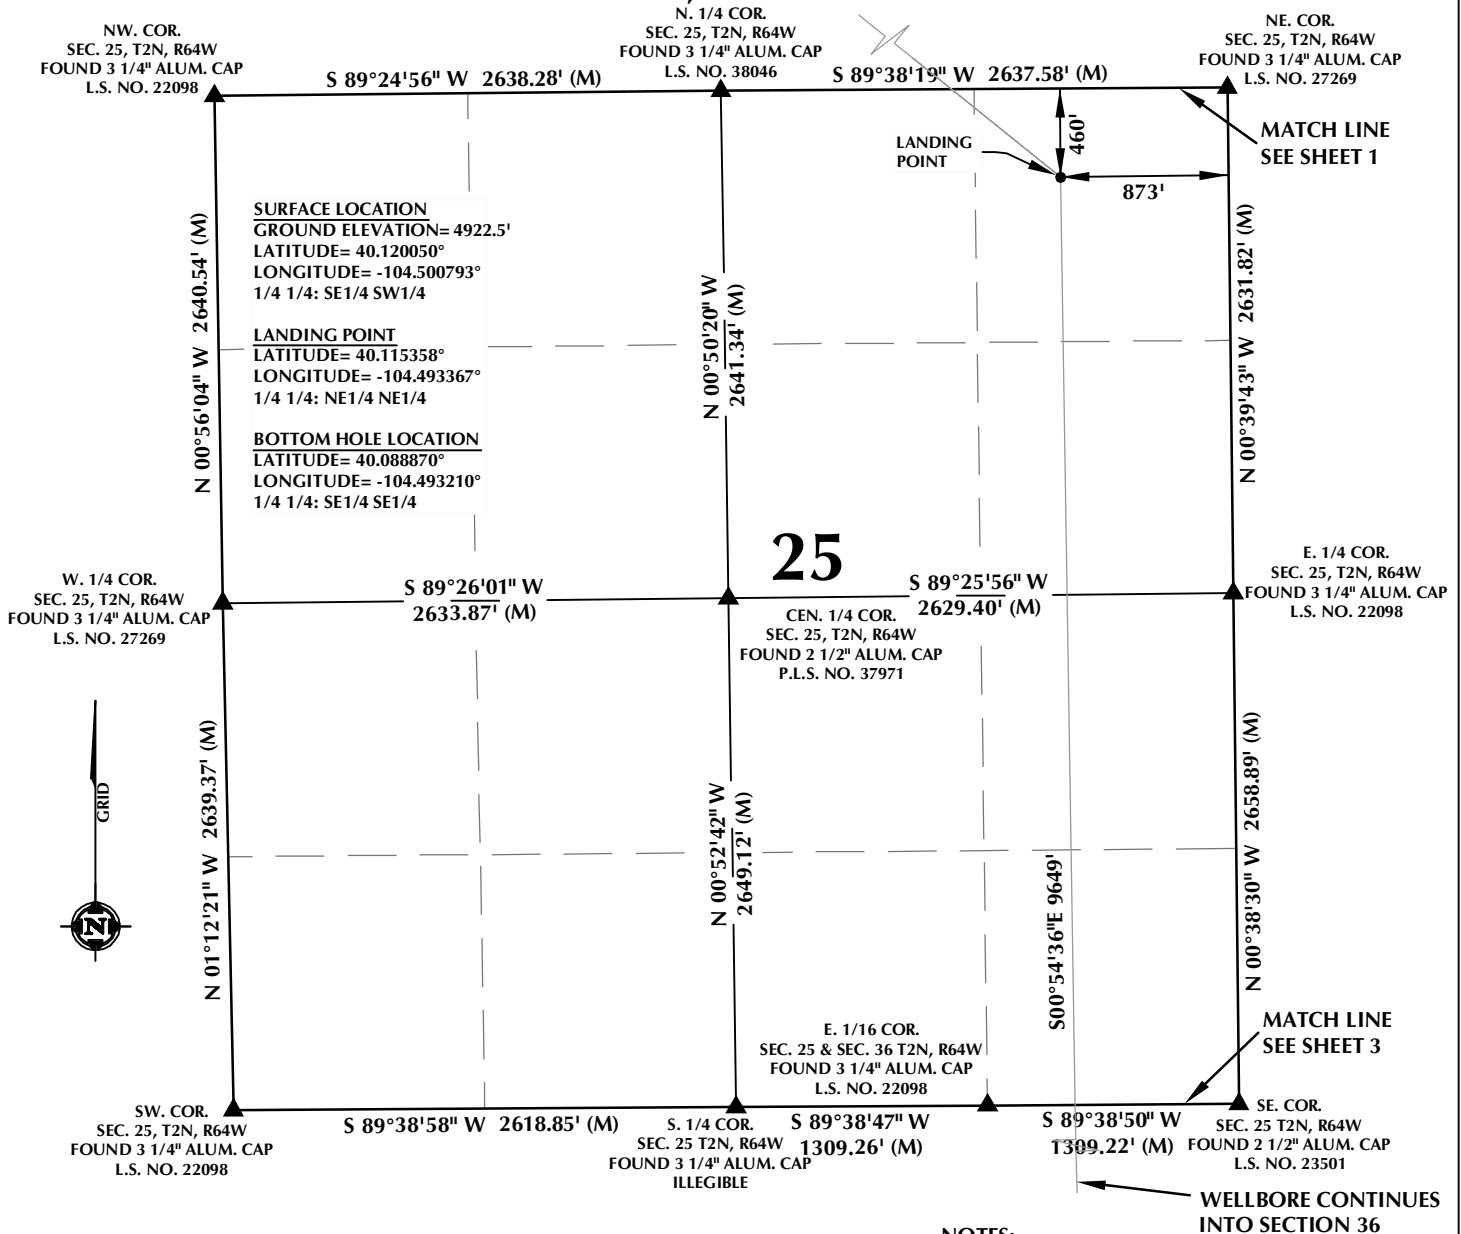 NW. COR.
SEC. 25, T2N, R64W
FOUND 3 1/4" ALUM. CAP
L.S. NO. 22098
S 89°24'56" W 2638.28' (M)
N. 1/4 COR.
SEC. 25, T2N, R64W
FOUND 3 1/4" ALUM. CAP
L.S. NO. 38046
S 89°38'19" W 2637.58' (M)
NE. COR.
SEC. 25, T2N, R64W
FOUND 3 1/4" ALUM. CAP
L.S. NO. 27269
MATCH LINE
SEE SHEET 1
LANDING
POINT
460'
873'
SURFACE LOCATION
GROUND ELEVATION= 4922.5'
LATITUDE= 40.120050°
LONGITUDE= -104.500793°
1/4 1/4: SE1/4 SW1/4
LANDING POINT
LATITUDE= 40.115358°
LONGITUDE= -104.493367°
1/4 1/4: NE1/4 NE1/4
BOTTOM HOLE LOCATION
LATITUDE= 40.088870°
LONGITUDE= -104.493210°
1/4 1/4: SE1/4 SE1/4
N 00°56'04" W 2640.54' (M)
N 00°50'20" W
2641.34' (M)
N 00°39'43" W 2631.82' (M)
25
W. 1/4 COR.
SEC. 25, T2N, R64W
FOUND 3 1/4" ALUM. CAP
L.S. NO. 27269
S 89°26'01" W
2633.87' (M)
S 89°25'56" W
2629.40' (M)
CEN. 1/4 COR.
SEC. 25, T2N, R64W
FOUND 2 1/2" ALUM. CAP
P.L.S. NO. 37971
E. 1/4 COR.
SEC. 25, T2N, R64W
FOUND 3 1/4" ALUM. CAP
L.S. NO. 22098
GRID
N
N 01°12'21" W 2639.37' (M)
N 00°52'42" W
2649.12' (M)
S00°54'36"E 9649'
N 00°38'30" W 2658.89' (M)
E. 1/16 COR.
SEC. 25 & SEC. 36 T2N, R64W
FOUND 3 1/4" ALUM. CAP
L.S. NO. 22098
MATCH LINE
SEE SHEET 3
SW. COR.
SEC. 25, T2N, R64W
FOUND 3 1/4" ALUM. CAP
L.S. NO. 22098
S 89°38'58" W 2618.85' (M)
S. 1/4 COR.
SEC. 25 T2N, R64W
FOUND 3 1/4" ALUM. CAP
ILLEGIBLE
S 89°38'47" W
1309.26' (M)
S 89°38'50" W
1309.22' (M)
SE. COR.
SEC. 25 T2N, R64W
FOUND 2 1/2" ALUM. CAP
L.S. NO. 23501
WELLBORE CONTINUES
INTO SECTION 36
NOTES: